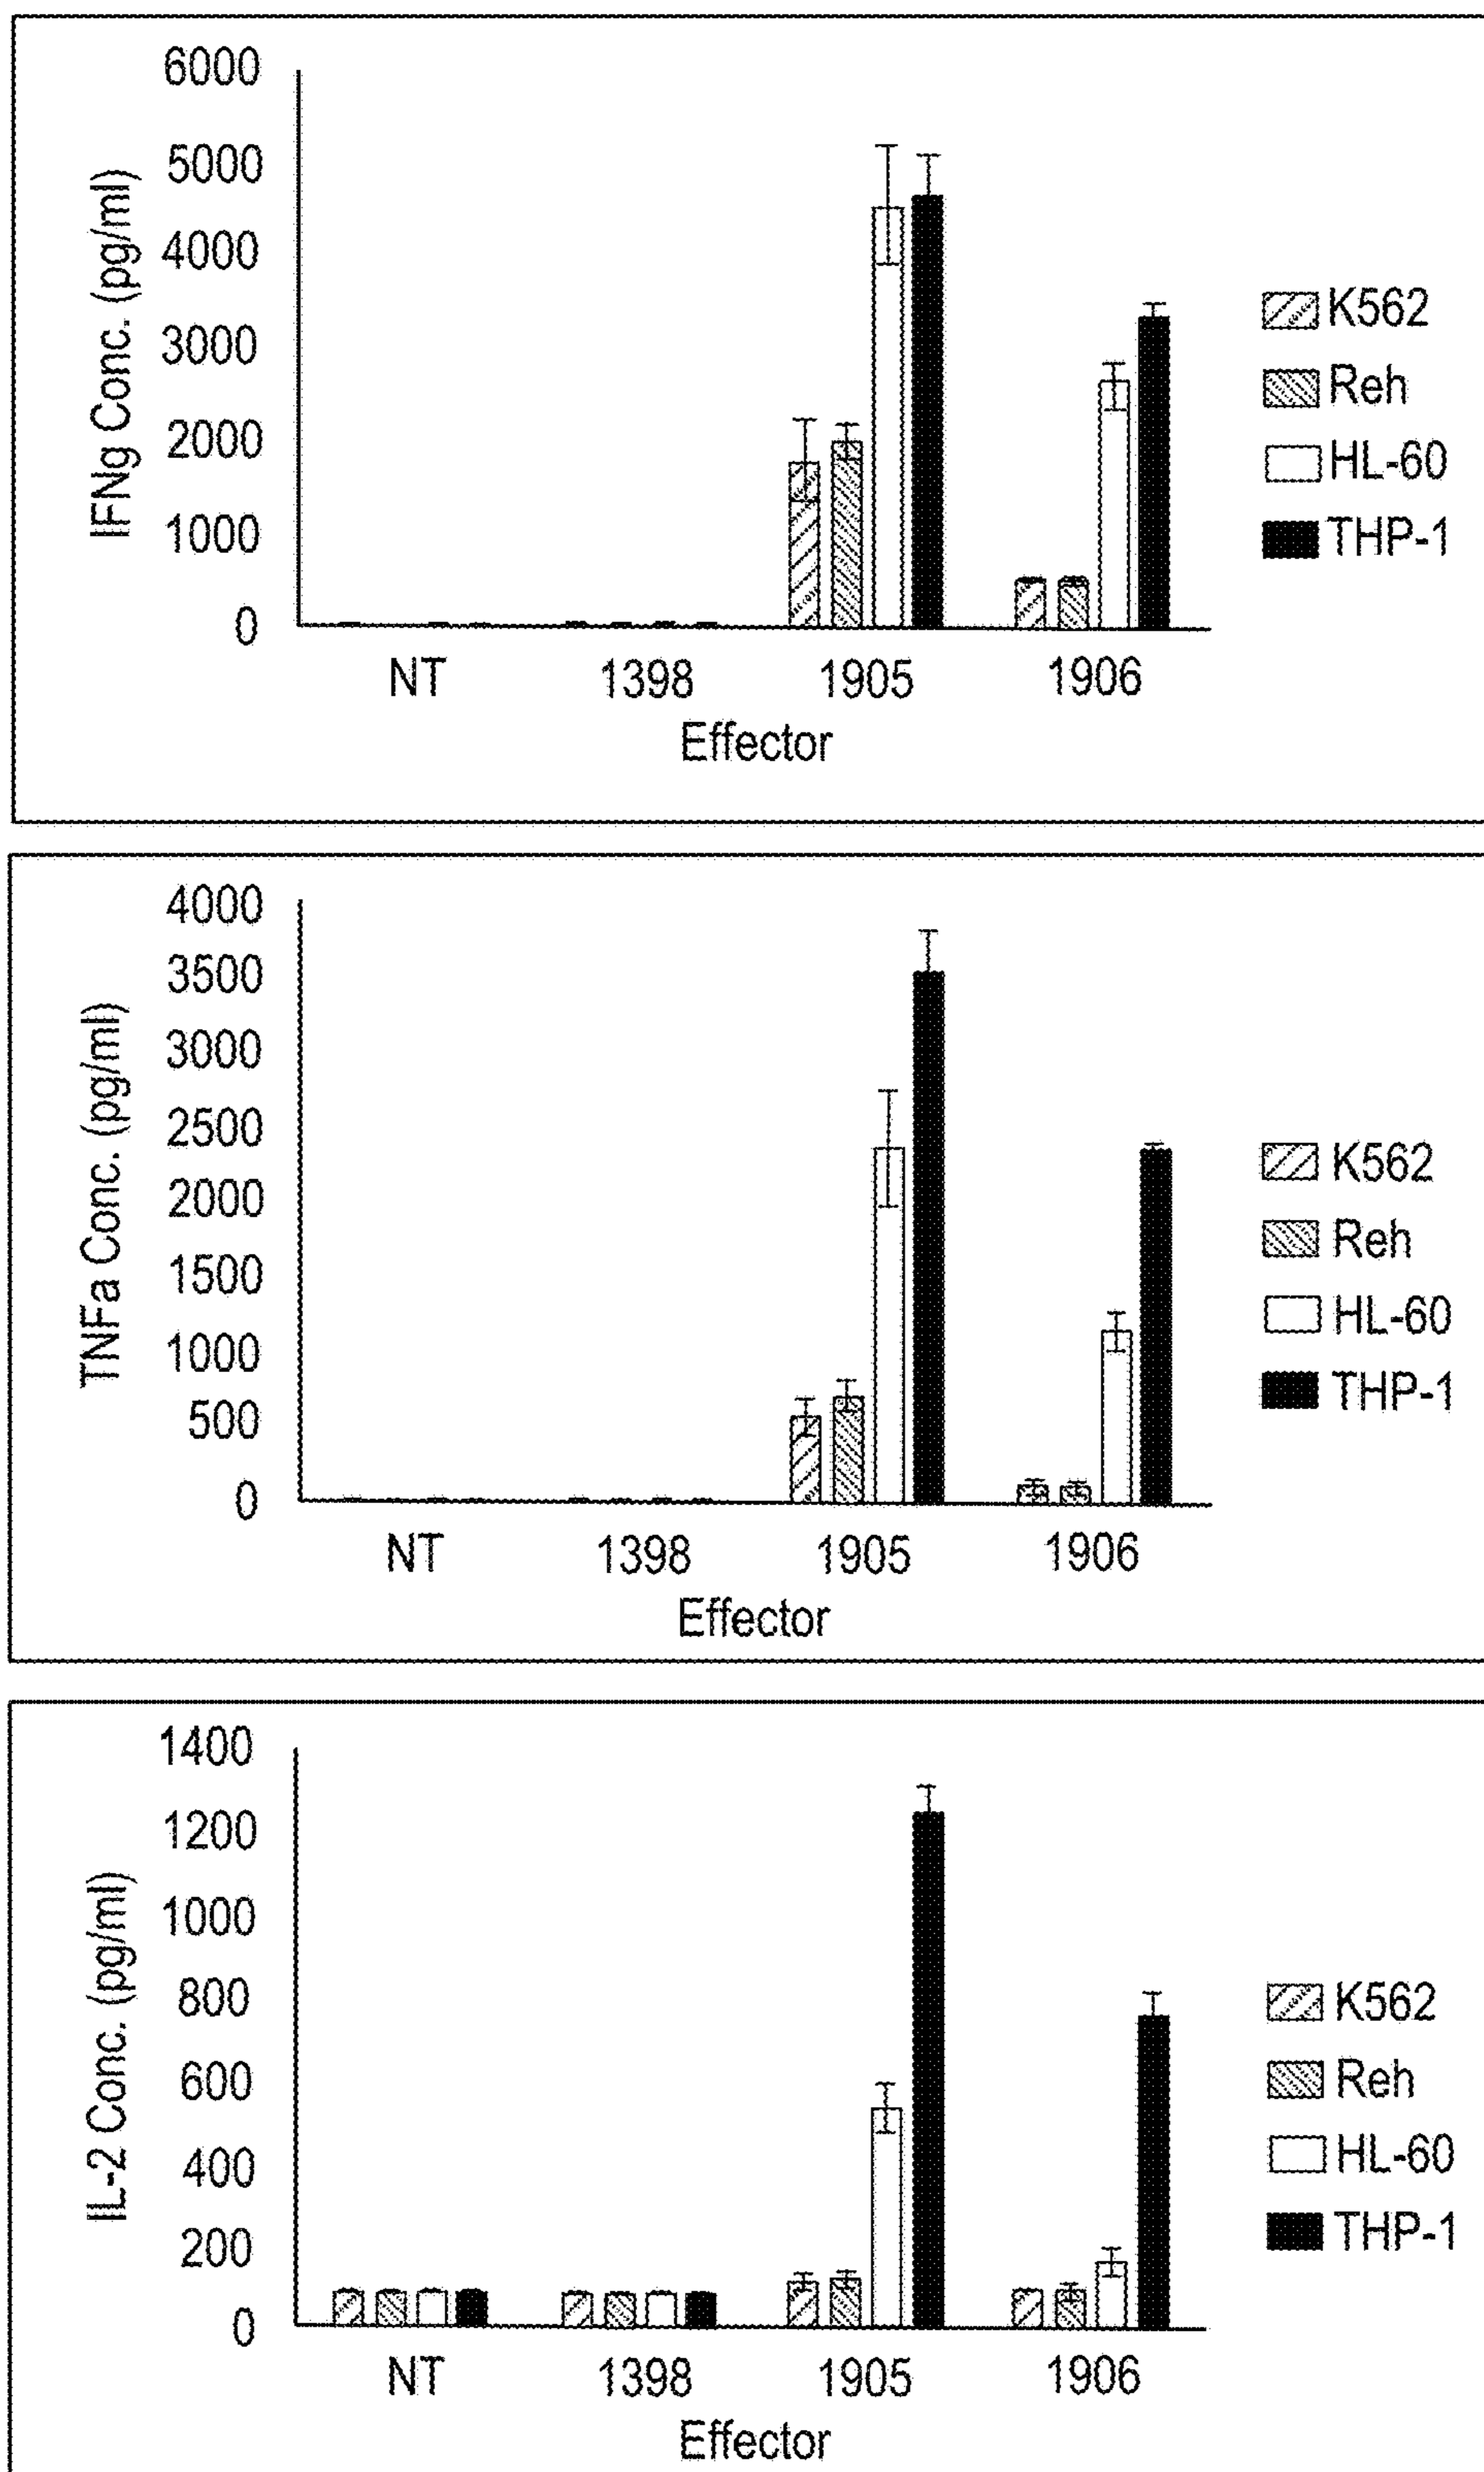 IFNg Conc. (pg/ml)
6000
5000
4000
3000
2000
1000
0
NT 1398 1905 1906
Effector
K562
Reh
HL-60
THP-1
TNFa Conc. (pg/ml)
4000
3500
3000
2500
2000
1500
1000
500
0
NT 1398 1905 1906
Effector
K562
Reh
HL-60
THP-1
IL-2 Conc. (pg/ml)
1400
1200
1000
800
600
400
200
0
NT 1398 1905 1906
Effector
K562
Reh
HL-60
THP-1